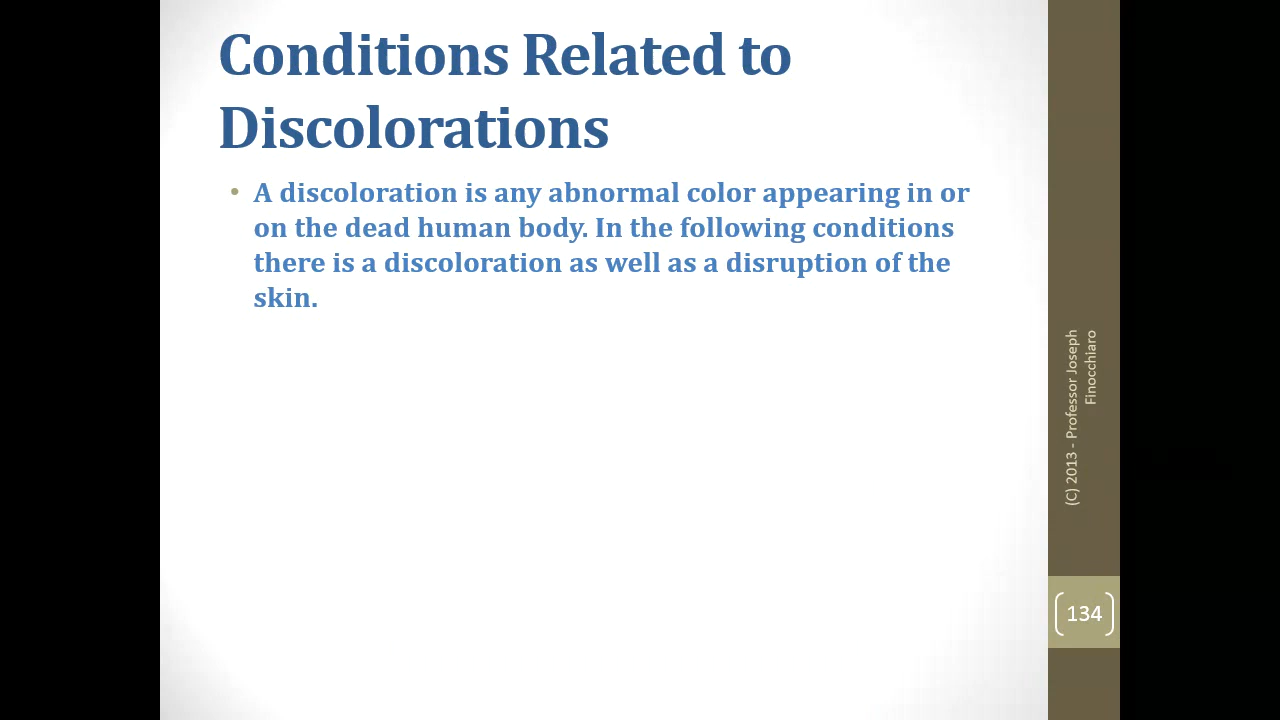 Conditions Related to
Discolorations
• A discoloration is any abnormal color appearing in or
on the dead human body. In the following conditions
there is a discoloration as well as a disruption of the
skin.
(C) 2013 - Professor Joseph
Finocchiaro
134